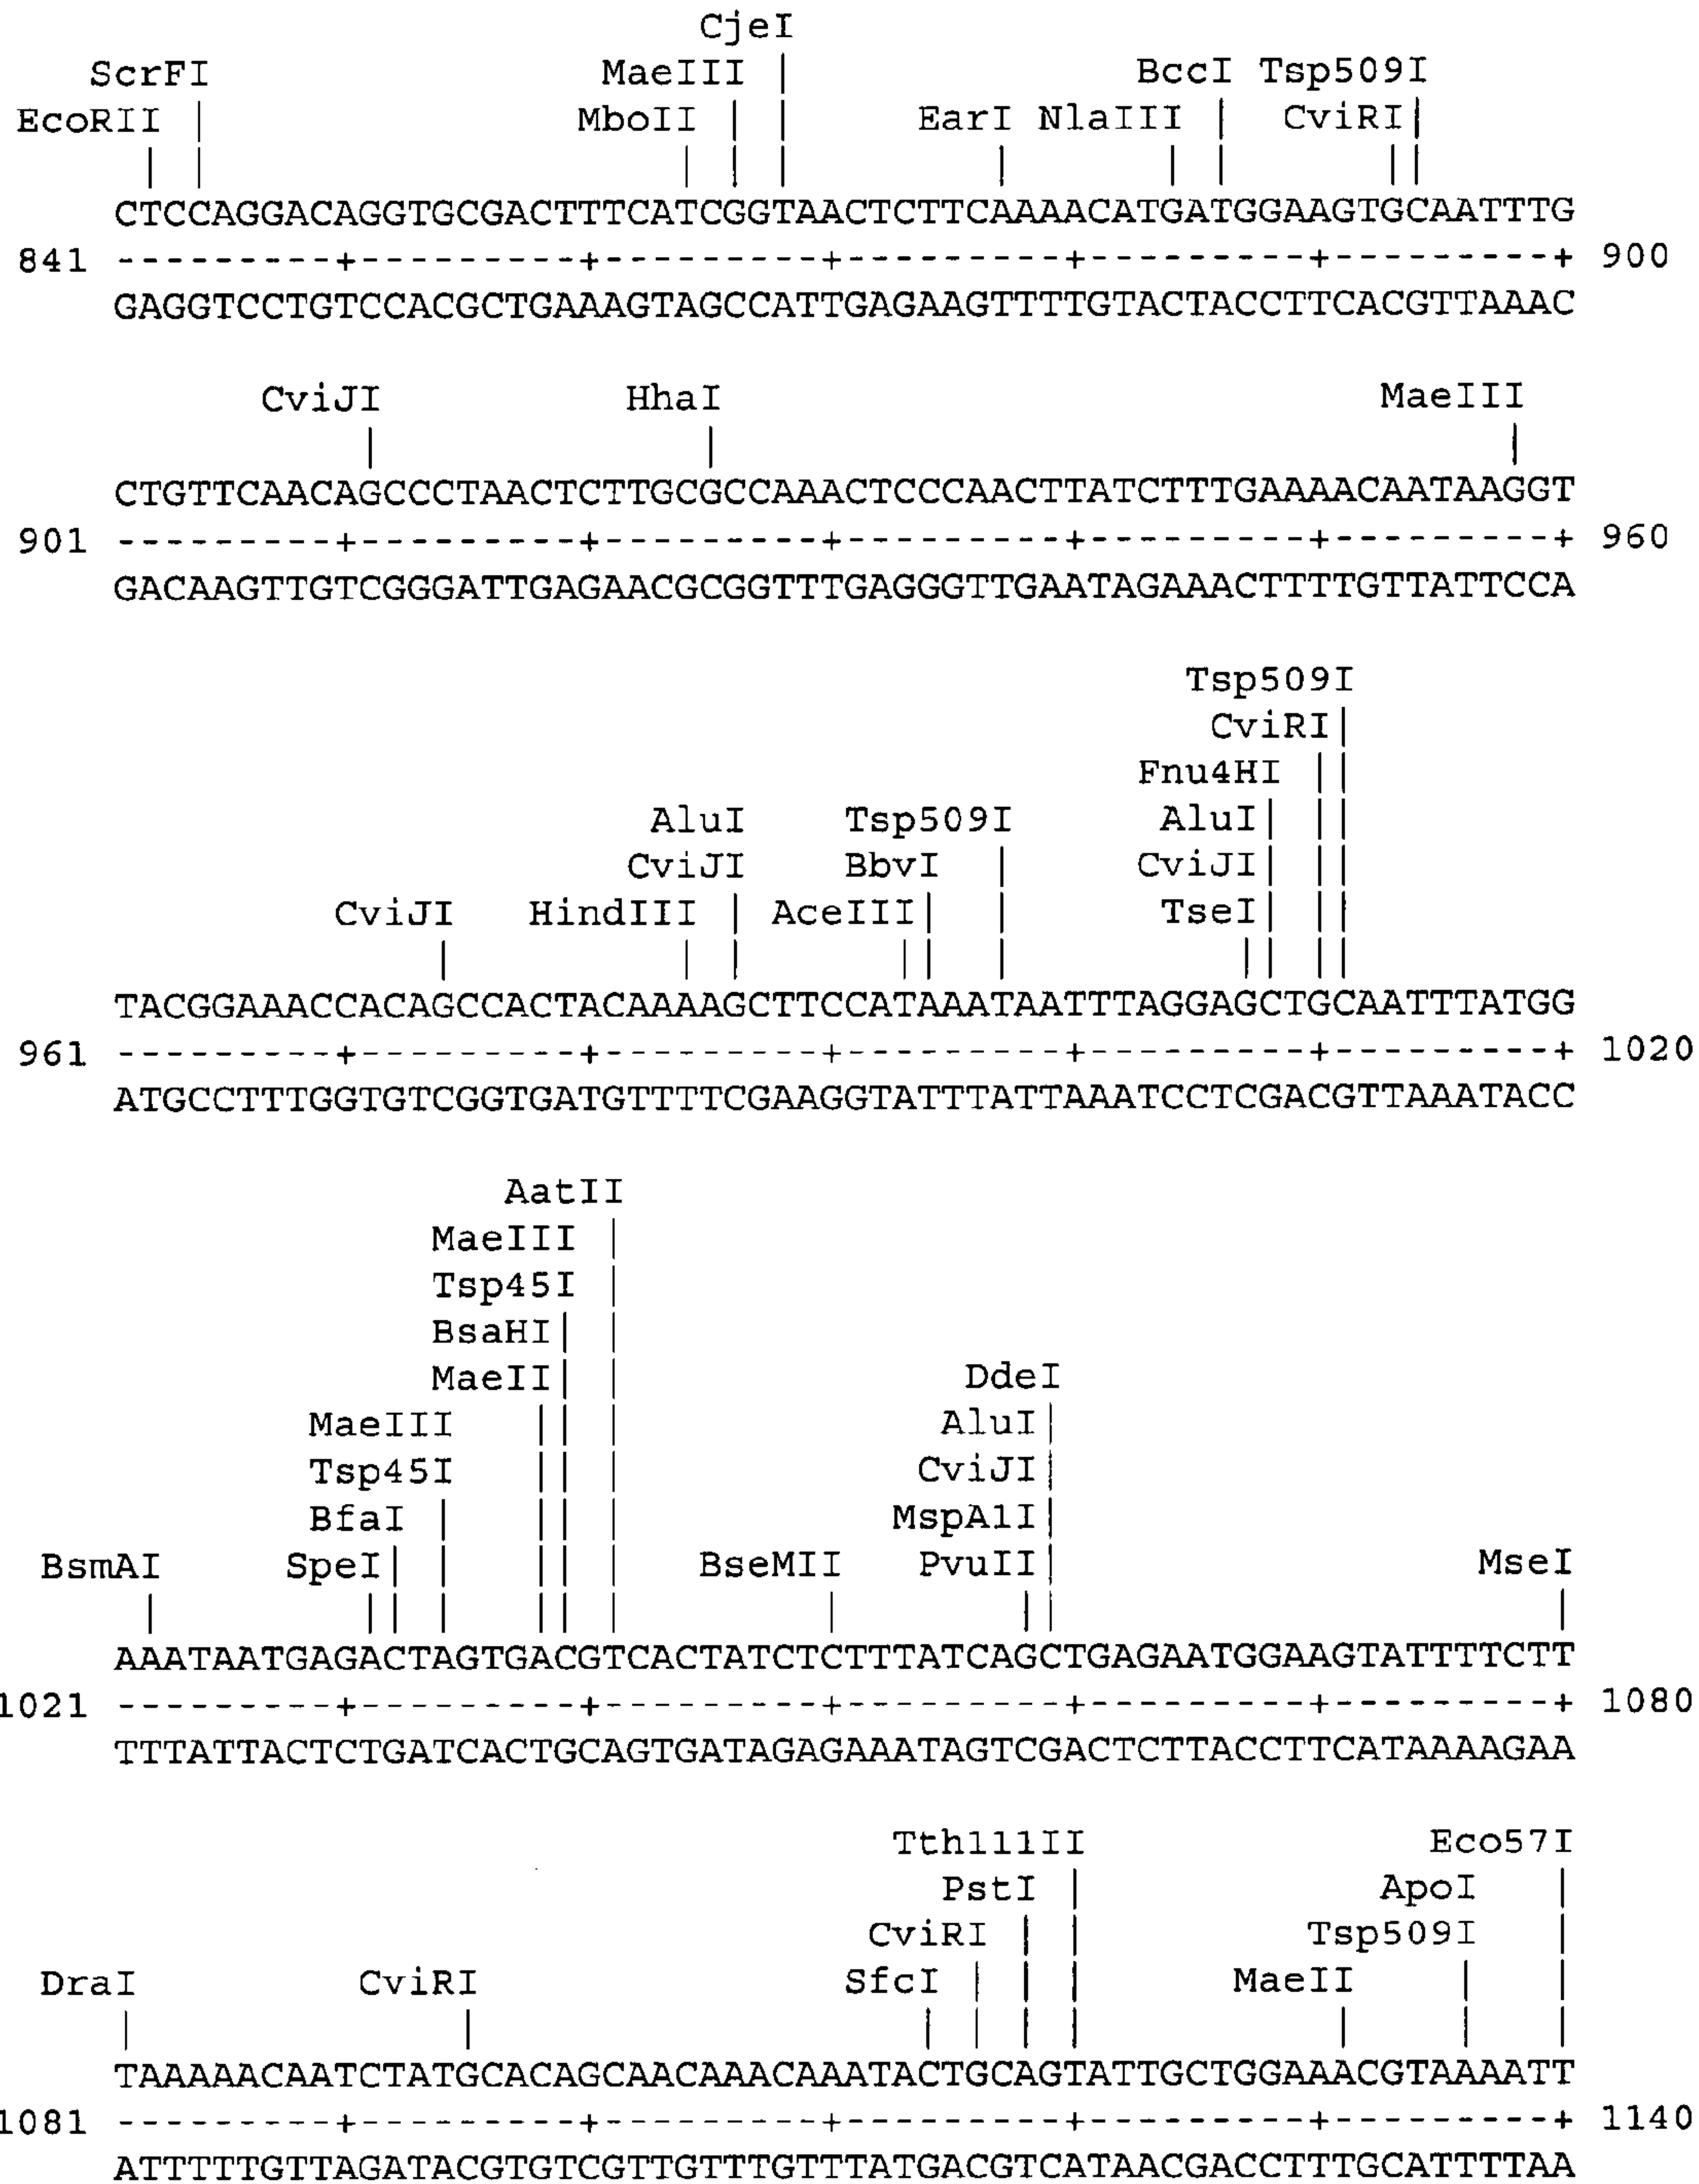 CjeI
ScrFI MaeIII | BccI Tsp509I
EcoRII | MboII | | EarI NlaIII | CviRI|
| | | | | | | | ||
CTCCAGGACAGGTGCGACTTTCATCGGTAACTCTTCAAAACATGATGGAAGTGCAATTTG
841 ---------+---------+---------+---------+---------+---------+ 900
GAGGTCCTGTCCACGCTGAAAGTAGCCATTGAGAAGTTTTGTACTACCTTCACGTTAAAC
CviJI HhaI MaeIII
| | |
CTGTTCAACAGCCCTAACTCTTGCGCCAAACTCCCAACTTATCTTTGAAAACAATAAGGT
901 ---------+---------+---------+---------+---------+---------+ 960
GACAAGTTGTCGGGATTGAGAACGCGGTTTGAGGGTTGAATAGAAACTTTTGTTATTCCA
Tsp509I
CviRI|
Fnu4HI ||
AluI Tsp509I AluI| ||
CviJI BbvI | CviJI| ||
CviJI HindIII | AceIII| | TseI| ||
| | | || | || ||
TACGGAAACCACAGCCACTACAAAAGCTTCCATAAATAATTTAGGAGCTGCAATTTATGG
961 ---------+---------+---------+---------+---------+---------+ 1020
ATGCCTTTGGTGTCGGTGATGTTTTCGAAGGTATTTATTAAATCCTCGACGTTAAATACC
AatII
MaeIII |
Tsp45I |
BsaHI| |
MaeII| | DdeI
MaeIII || | AluI|
Tsp45I || | CviJI|
BfaI | || | MspA1I|
BsmAI SpeI| | || | BseMII PvuII| MseI
| || | || | | || |
AAATAATGAGACTAGTGACGTCACTATCTCTTTATCAGCTGAGAATGGAAGTATTTTCTT
1021 ---------+---------+---------+---------+---------+---------+ 1080
TTTATTACTCTGATCACTGCAGTGATAGAGAAATAGTCGACTCTTACCTTCATAAAAGAA
Tth111II Eco57I
PstI | ApoI |
CviRI | | Tsp509I |
DraI CviRI SfcI | | | MaeII | |
| | | | | | | | |
TAAAAACAATCTATGCACAGCAACAAACAAATACTGCAGTATTGCTGGAAACGTAAAATT
1081 ---------+---------+---------+---------+---------+---------+ 1140
ATTTTTGTTAGATACGTGTCGTTGTTTGTTTATGACGTCATAACGACCTTTGCATTTTAA